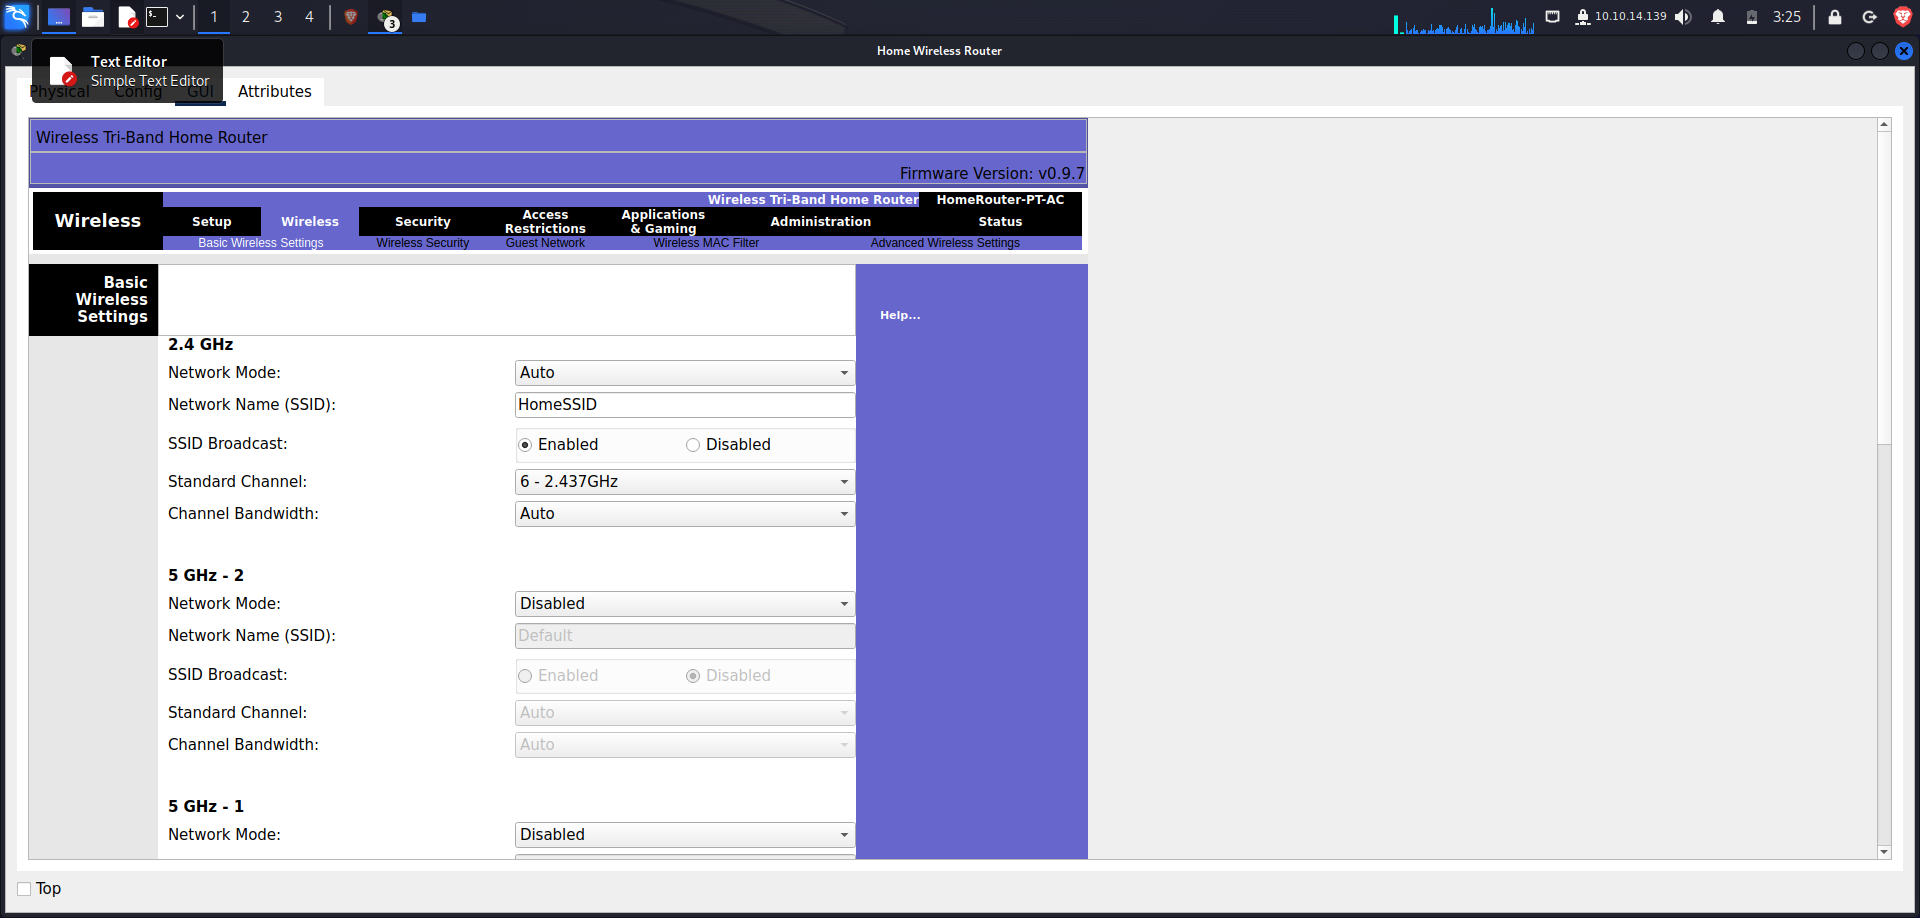 1 2 3 4 3 10.10.14.139 3:25
Home Wireless Router
Text Editor
Simple Text Editor
Physical Config GUI Attributes
Wireless Tri-Band Home Router
Firmware Version: v0.9.7
Wireless Tri-Band Home Router HomeRouter-PT-AC
Wireless
Setup Wireless Security Access Restrictions Applications & Gaming Administration Status
Basic Wireless Settings Wireless Security Guest Network Wireless MAC Filter Advanced Wireless Settings
Basic
Wireless
Settings
Help...
2.4 GHz
Network Mode: Auto
Network Name (SSID): HomeSSID
SSID Broadcast: Enabled Disabled
Standard Channel: 6 - 2.437GHz
Channel Bandwidth: Auto
5 GHz - 2
Network Mode: Disabled
Network Name (SSID): Default
SSID Broadcast: Enabled Disabled
Standard Channel: Auto
Channel Bandwidth: Auto
5 GHz - 1
Network Mode: Disabled
Top